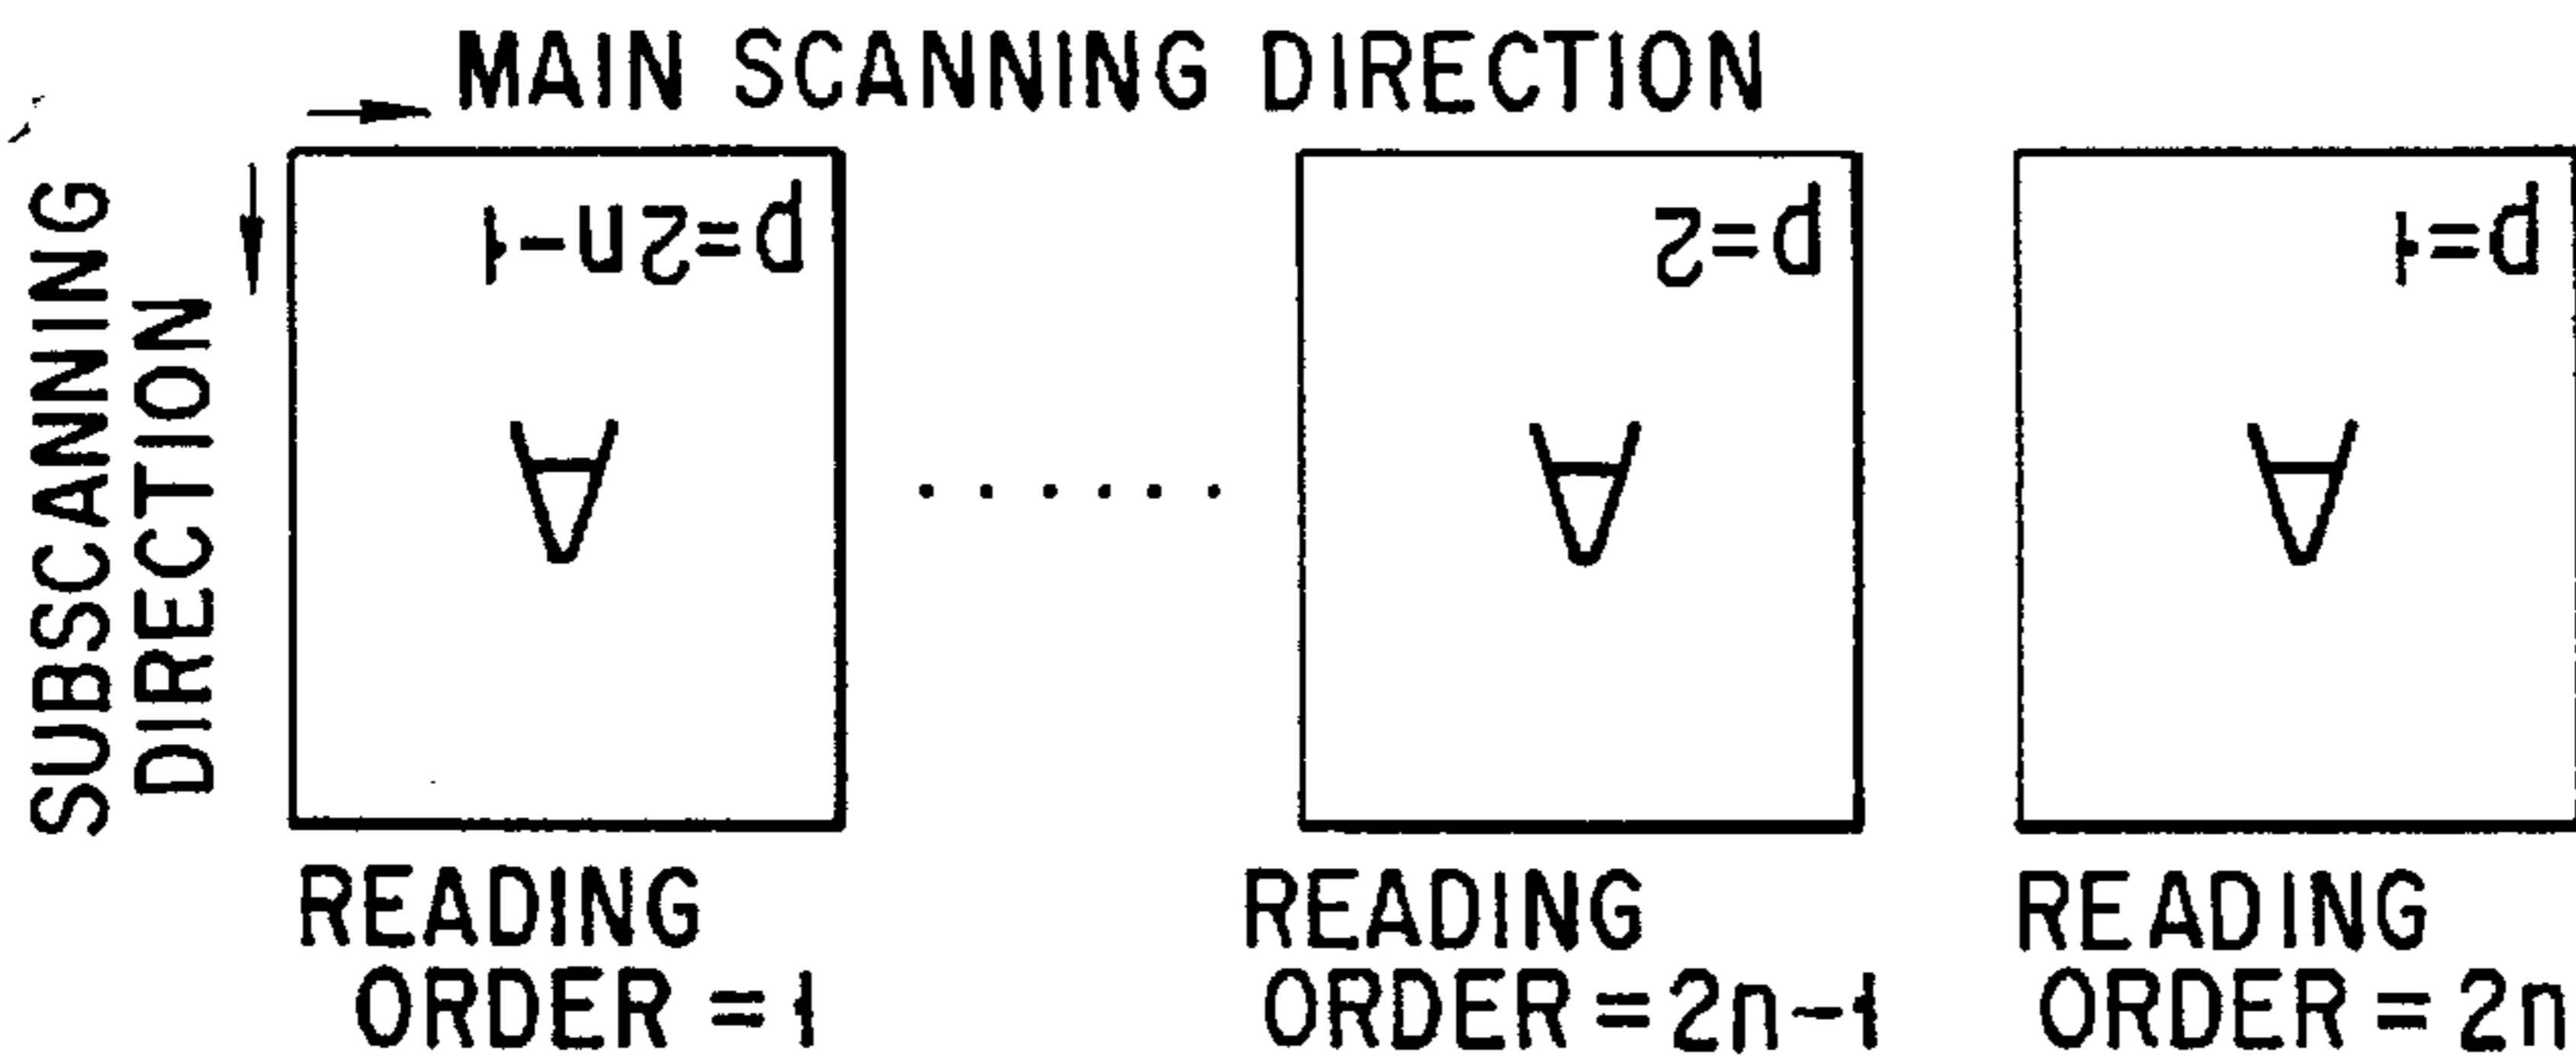 MAIN SCANNING DIRECTION
SUBSCANNING
DIRECTION
p=2n-1
A
p=2
A
p=1
A
......
READING
ORDER = 1
READING
ORDER = 2n-1
READING
ORDER = 2n